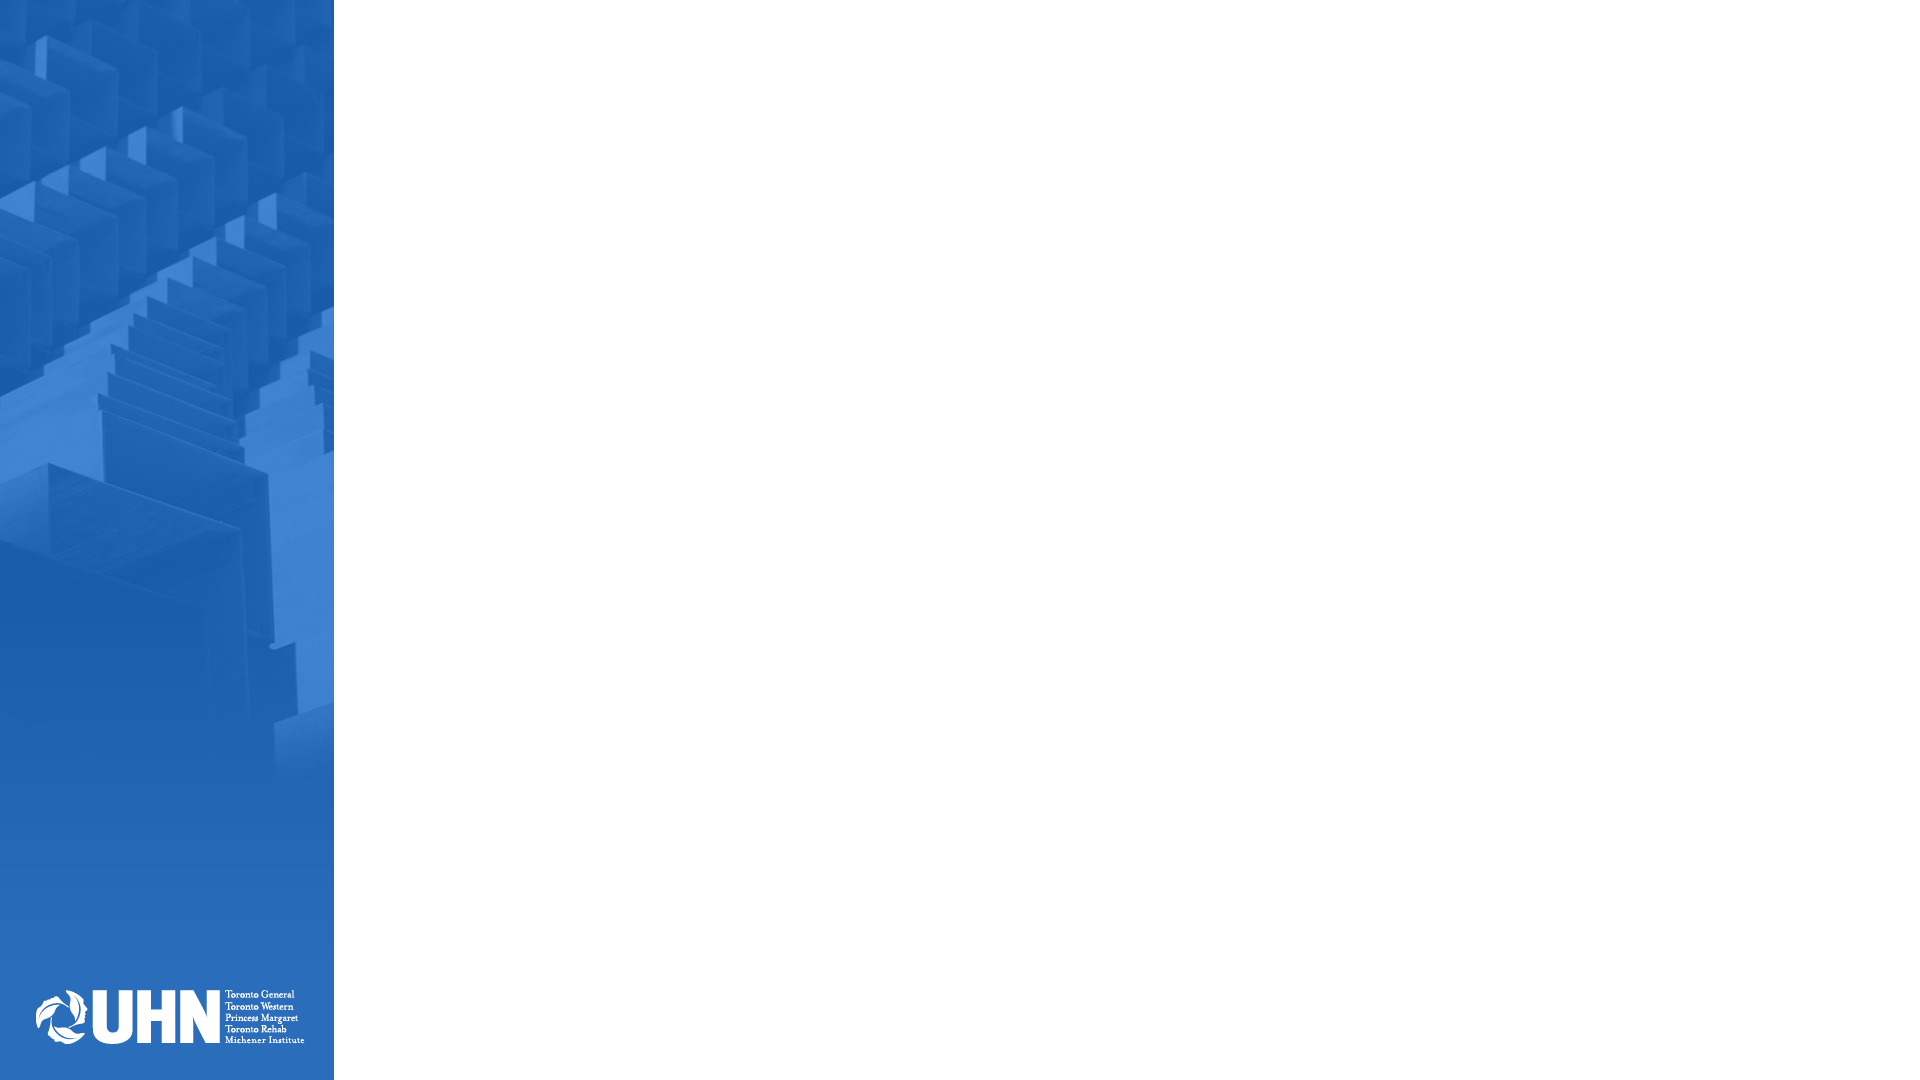 UHN
Toronto General
Toronto Western
Princess Margaret
Toronto Rehab
Michener Institute